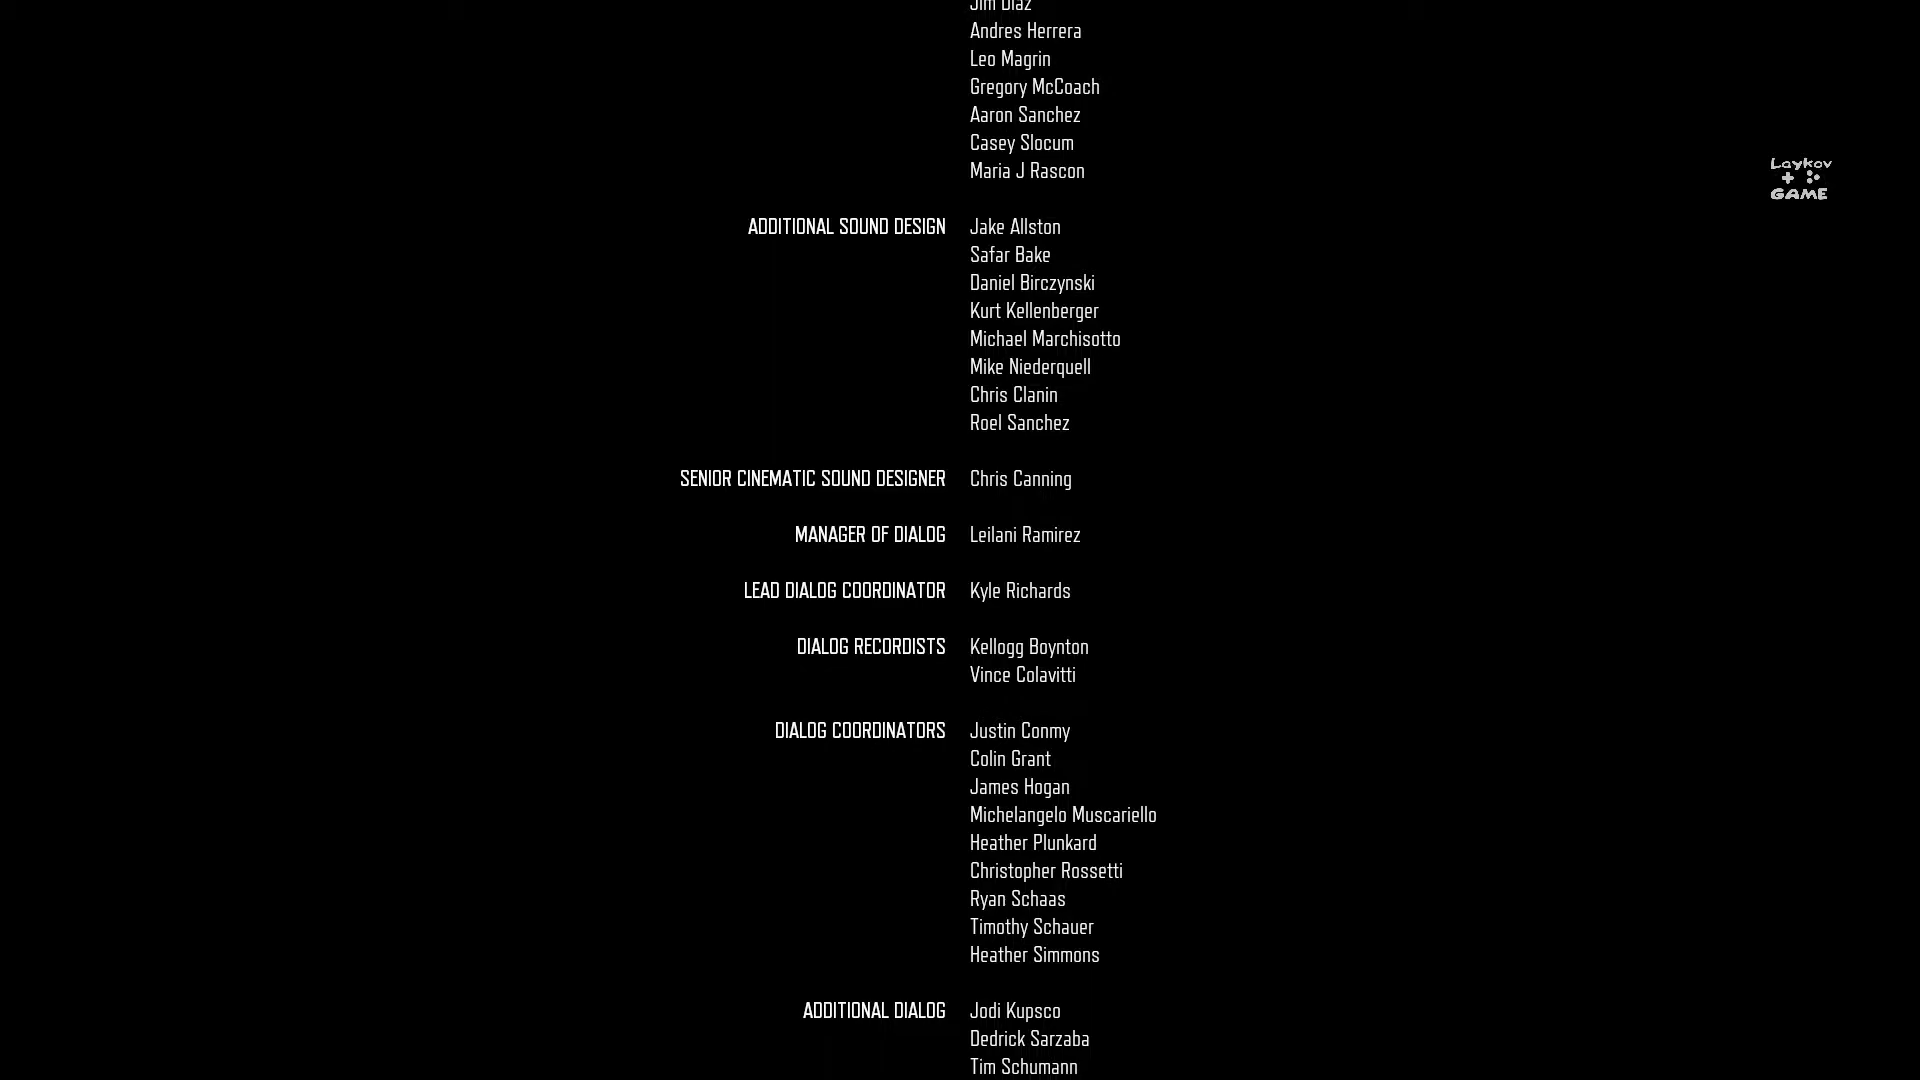 Jim Diaz
Andres Herrera
Leo Magrin
Gregory McCoach
Aaron Sanchez
Casey Slocum
Maria J Rascon
ADDITIONAL SOUND DESIGN Jake Allston
Safar Bake
Daniel Birczynski
Kurt Kellenberger
Michael Marchisotto
Mike Niederquell
Chris Clanin
Roel Sanchez
SENIOR CINEMATIC SOUND DESIGNER Chris Canning
MANAGER OF DIALOG Leilani Ramirez
LEAD DIALOG COORDINATOR Kyle Richards
DIALOG RECORDISTS Kellogg Boynton
Vince Colavitti
DIALOG COORDINATORS Justin Conmy
Colin Grant
James Hogan
Michelangelo Muscariello
Heather Plunkard
Christopher Rossetti
Ryan Schaas
Timothy Schauer
Heather Simmons
ADDITIONAL DIALOG Jodi Kupsco
Dedrick Sarzaba
Tim Schumann
Laykov
GAME